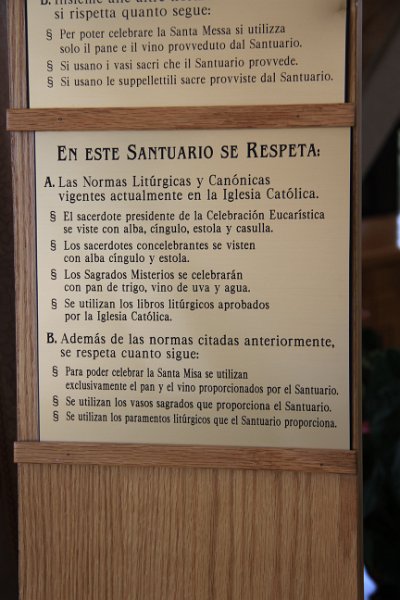 si rispetta quanto segue:
§ Per poter celebrare la Santa Messa si utilizza
solo il pane e il vino provveduto dal Santuario.
§ Si usano i vasi sacri che il Santuario provvede.
§ Si usano le suppellettili sacre provviste dal Santuario.
EN ESTE SANTUARIO SE RESPETA:
A. Las Normas Litúrgicas y Canónicas
vigentes actualmente en la Iglesia Católica.
§ El sacerdote presidente de la Celebración Eucarística
se viste con alba, cíngulo, estola y casulla.
§ Los sacerdotes concelebrantes se visten
con alba cíngulo y estola.
§ Los Sagrados Misterios se celebrarán
con pan de trigo, vino de uva y agua.
§ Se utilizan los libros litúrgicos aprobados
por la Iglesia Católica.
B. Además de las normas citadas anteriormente,
se respeta cuanto sigue:
§ Para poder celebrar la Santa Misa se utilizan
exclusivamente el pan y el vino proporcionados por el Santuario.
§ Se utilizan los vasos sagrados que proporciona el Santuario.
§ Se utilizan los paramentos litúrgicos que el Santuario proporciona.